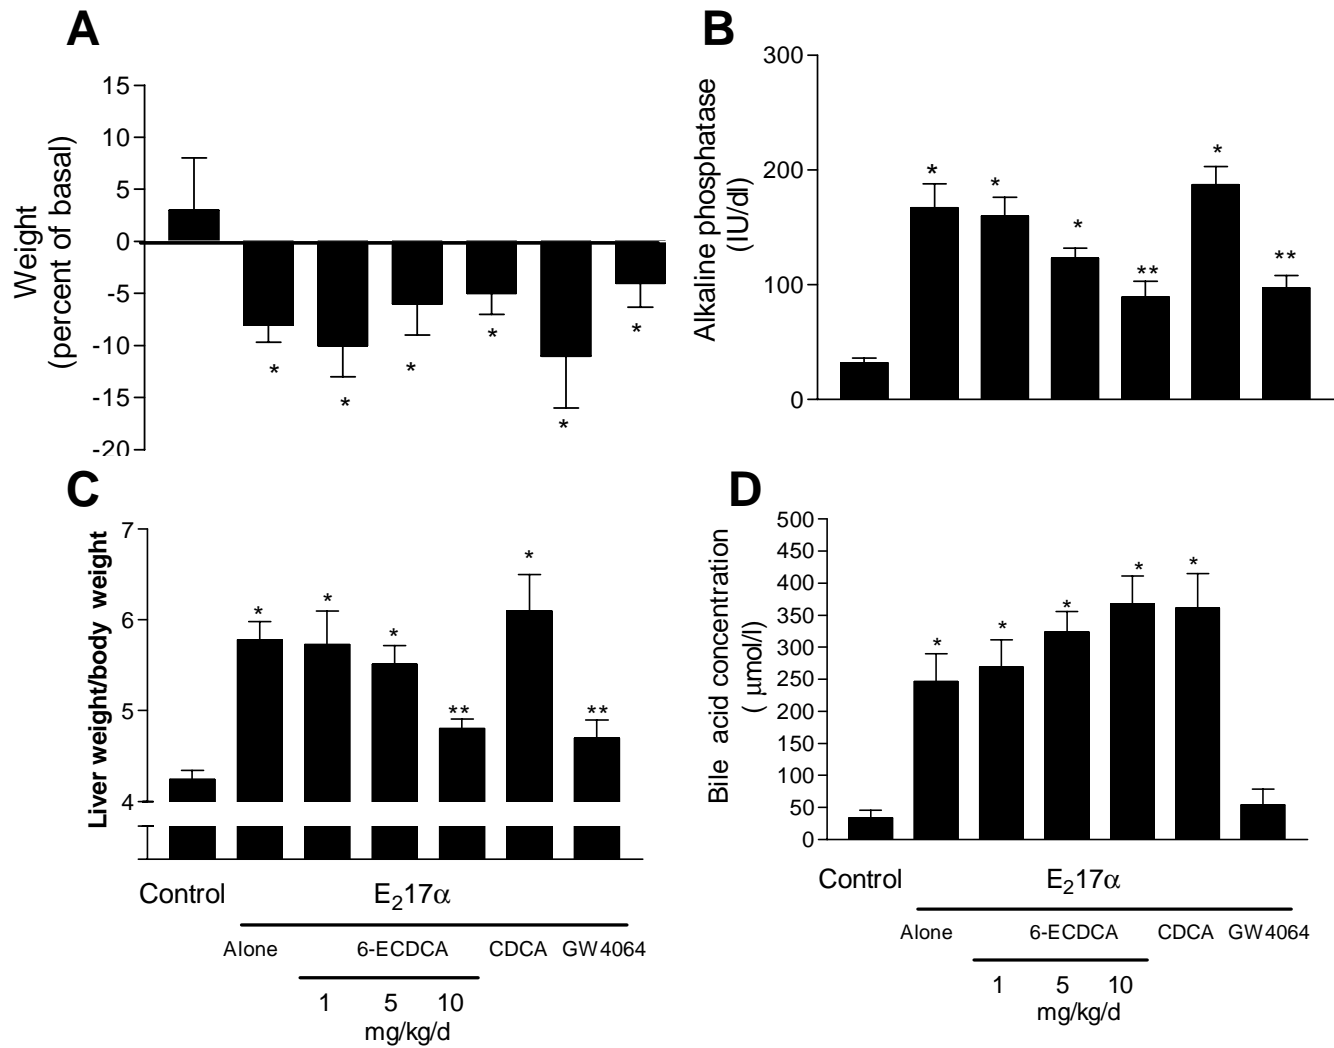 A
Weight
(percent of basal)
15
10
5
0
-5
-10
-15
-20
*
*
*
*
*
*
B
Alkaline phosphatase
(IU/dl)
300
200
100
0
*
*
*
**
*
**
C
Liver weight/body weight
7
6
5
4
*
*
*
**
*
**
Control
E₂17α
Alone
6-ECDCA
CDCA
GW4064
1
5
10
mg/kg/d
D
Bile acid concentration
( μmol/l)
500
450
400
350
300
250
200
150
100
50
0
*
*
*
*
*
Control
E₂17α
Alone
6-ECDCA
CDCA
GW4064
1
5
10
mg/kg/d